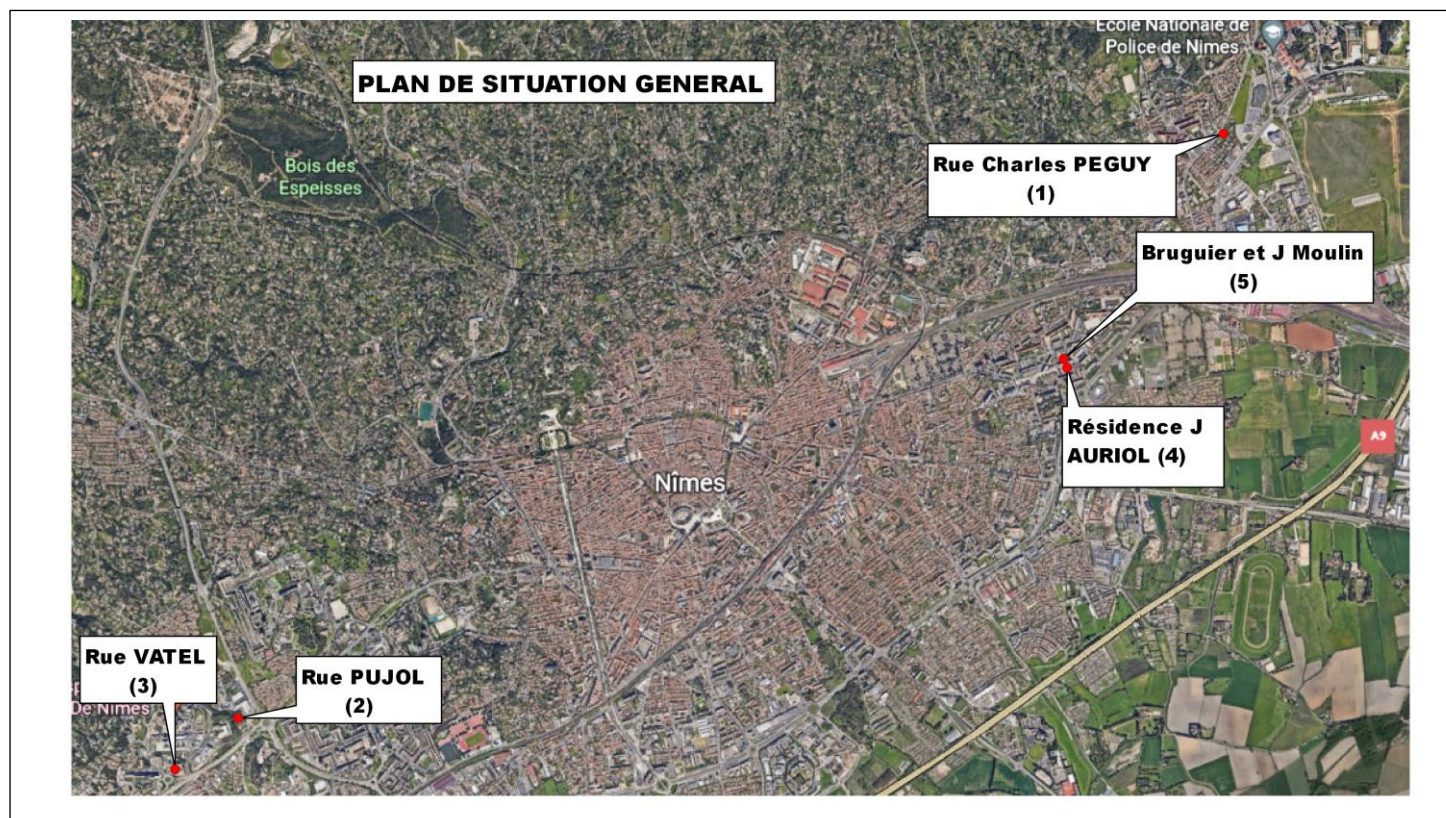 Ecole Nationale de
Police de Nimes
PLAN DE SITUATION GENERAL
Bois des
Espeisses
Rue Charles PEGUY
(1)
Bruguier et J Moulin
(5)
Résidence J
AURIOL (4)
A9
Nîmes
Rue VATEL
(3)
Rue PUJOL
(2)
De Nimes